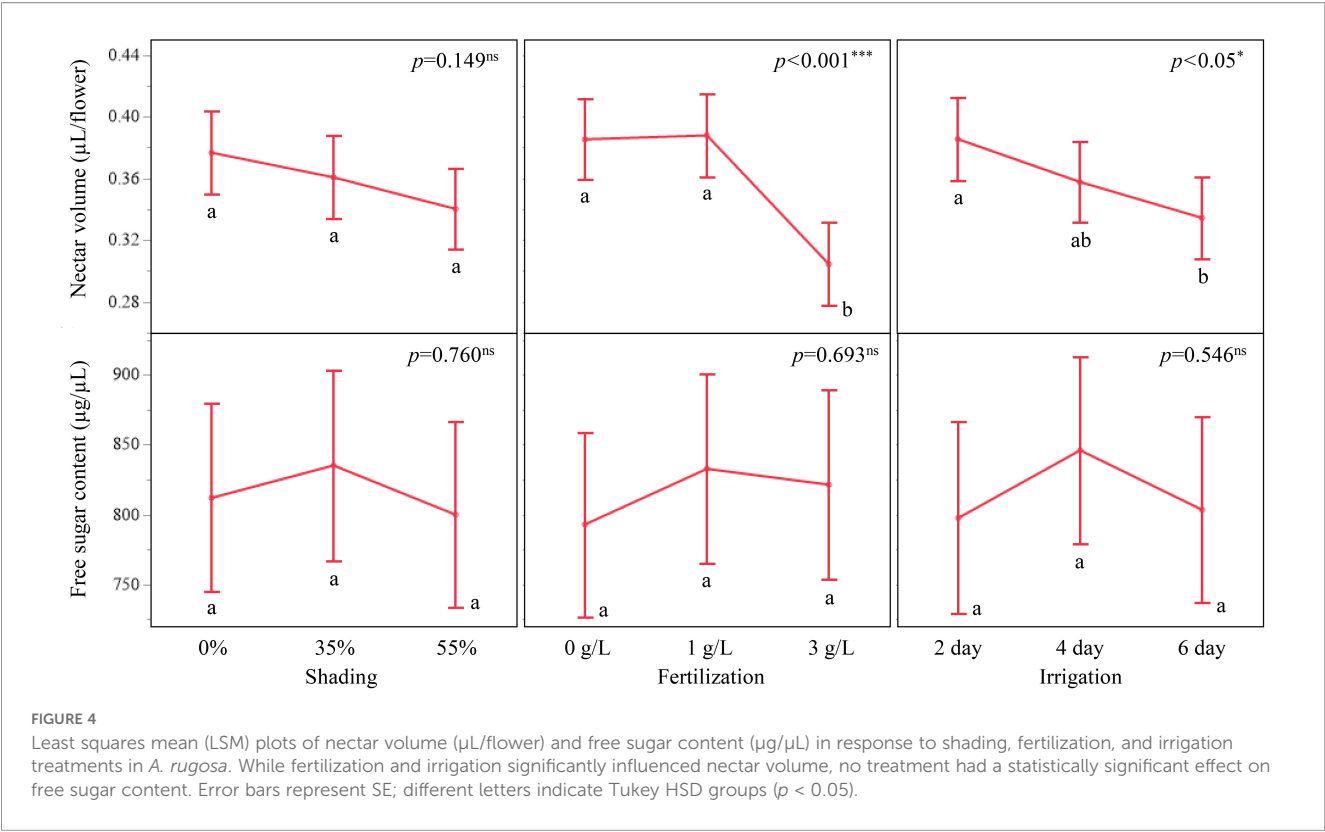 p=0.149ns
p<0.001***
p<0.05*
Nectar volume (µL/flower)
0.44
0.40
0.36
0.32
0.28
a
a
a
a
a
b
a
ab
b
p=0.760ns
p=0.693ns
p=0.546ns
Free sugar content (µg/µL)
900
850
800
750
a
a
a
a
a
a
a
a
a
0%
35%
55%
0 g/L
1 g/L
3 g/L
2 day
4 day
6 day
Shading
Fertilization
Irrigation
FIGURE 4
Least squares mean (LSM) plots of nectar volume (µL/flower) and free sugar content (µg/µL) in response to shading, fertilization, and irrigation
treatments in A. rugosa. While fertilization and irrigation significantly influenced nectar volume, no treatment had a statistically significant effect on
free sugar content. Error bars represent SE; different letters indicate Tukey HSD groups (p < 0.05).